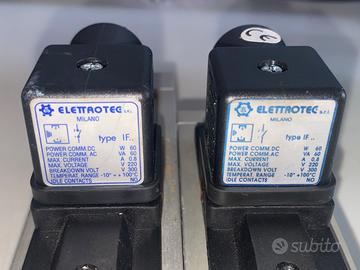 ELETTROTEC S.R.L.
MILANO
type IF..
POWER COMM.DC W 60
POWER COMM.AC VA 60
MAX. CURRENT A 0.8
MAX. VOLTAGE V 220
BREAKDOWN VOLT V 300
TEMPERAT. RANGE -10° ÷ +100°C
IDLE CONTACTS NO
CE
ELETTROTEC S.R.L.
MILANO
type IF..
POWER COMM.DC W 60
POWER COMM.AC VA 60
MAX. CURRENT A 0.8
MAX. VOLTAGE V 220
BREAKDOWN VOLT V 300
TEMPERAT. RANGE -10° ÷ +100°C
IDLE CONTACTS NO
subito